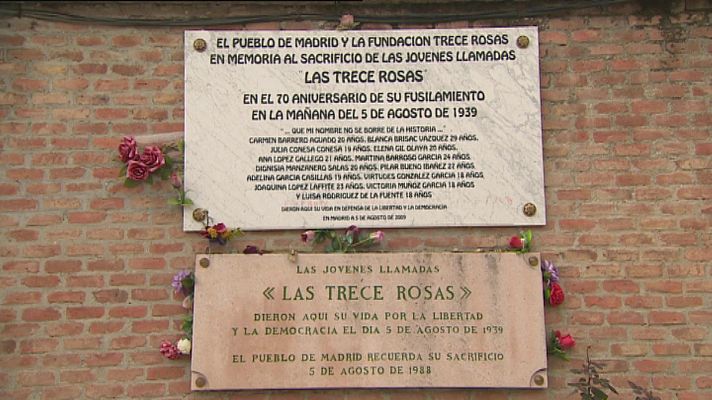 EL PUEBLO DE MADRID Y LA FUNDACION TRECE ROSAS
EN MEMORIA AL SACRIFICIO DE LAS JOVENES LLAMADAS
"LAS TRECE ROSAS"
EN EL 70 ANIVERSARIO DE SU FUSILAMIENTO
EN LA MAÑANA DEL 5 DE AGOSTO DE 1939
"... QUE MI NOMBRE NO SE BORRE DE LA HISTORIA ..."
CARMEN BARRERO AGUADO 20 AÑOS. BLANCA BRISAC VAZQUEZ 29 AÑOS.
JULIA CONESA CONESA 19 AÑOS. ELENA GIL OLAYA 20 AÑOS.
ANA LOPEZ GALLEGO 21 AÑOS. MARTINA BARROSO GARCIA 24 AÑOS.
DIONISIA MANZANERO SALAS 20 AÑOS. PILAR BUENO IBAÑEZ 27 AÑOS.
ADELINA GARCIA CASILLAS 19 AÑOS. VIRTUDES GONZALEZ GARCIA 18 AÑOS.
JOAQUINA LOPEZ LAFFITE 23 AÑOS. VICTORIA MUÑOZ GARCIA 18 AÑOS
Y LUISA RODRIGUEZ DE LA FUENTE 18 AÑOS
DIERON AQUI SU VIDA EN DEFENSA DE LA LIBERTAD Y LA DEMOCRACIA
EN MADRID A 5 DE AGOSTO DE 2009
LAS JOVENES LLAMADAS
« LAS TRECE ROSAS »
DIERON AQUI SU VIDA POR LA LIBERTAD
Y LA DEMOCRACIA EL DIA 5 DE AGOSTO DE 1939
EL PUEBLO DE MADRID RECUERDA SU SACRIFICIO
5 DE AGOSTO DE 1988